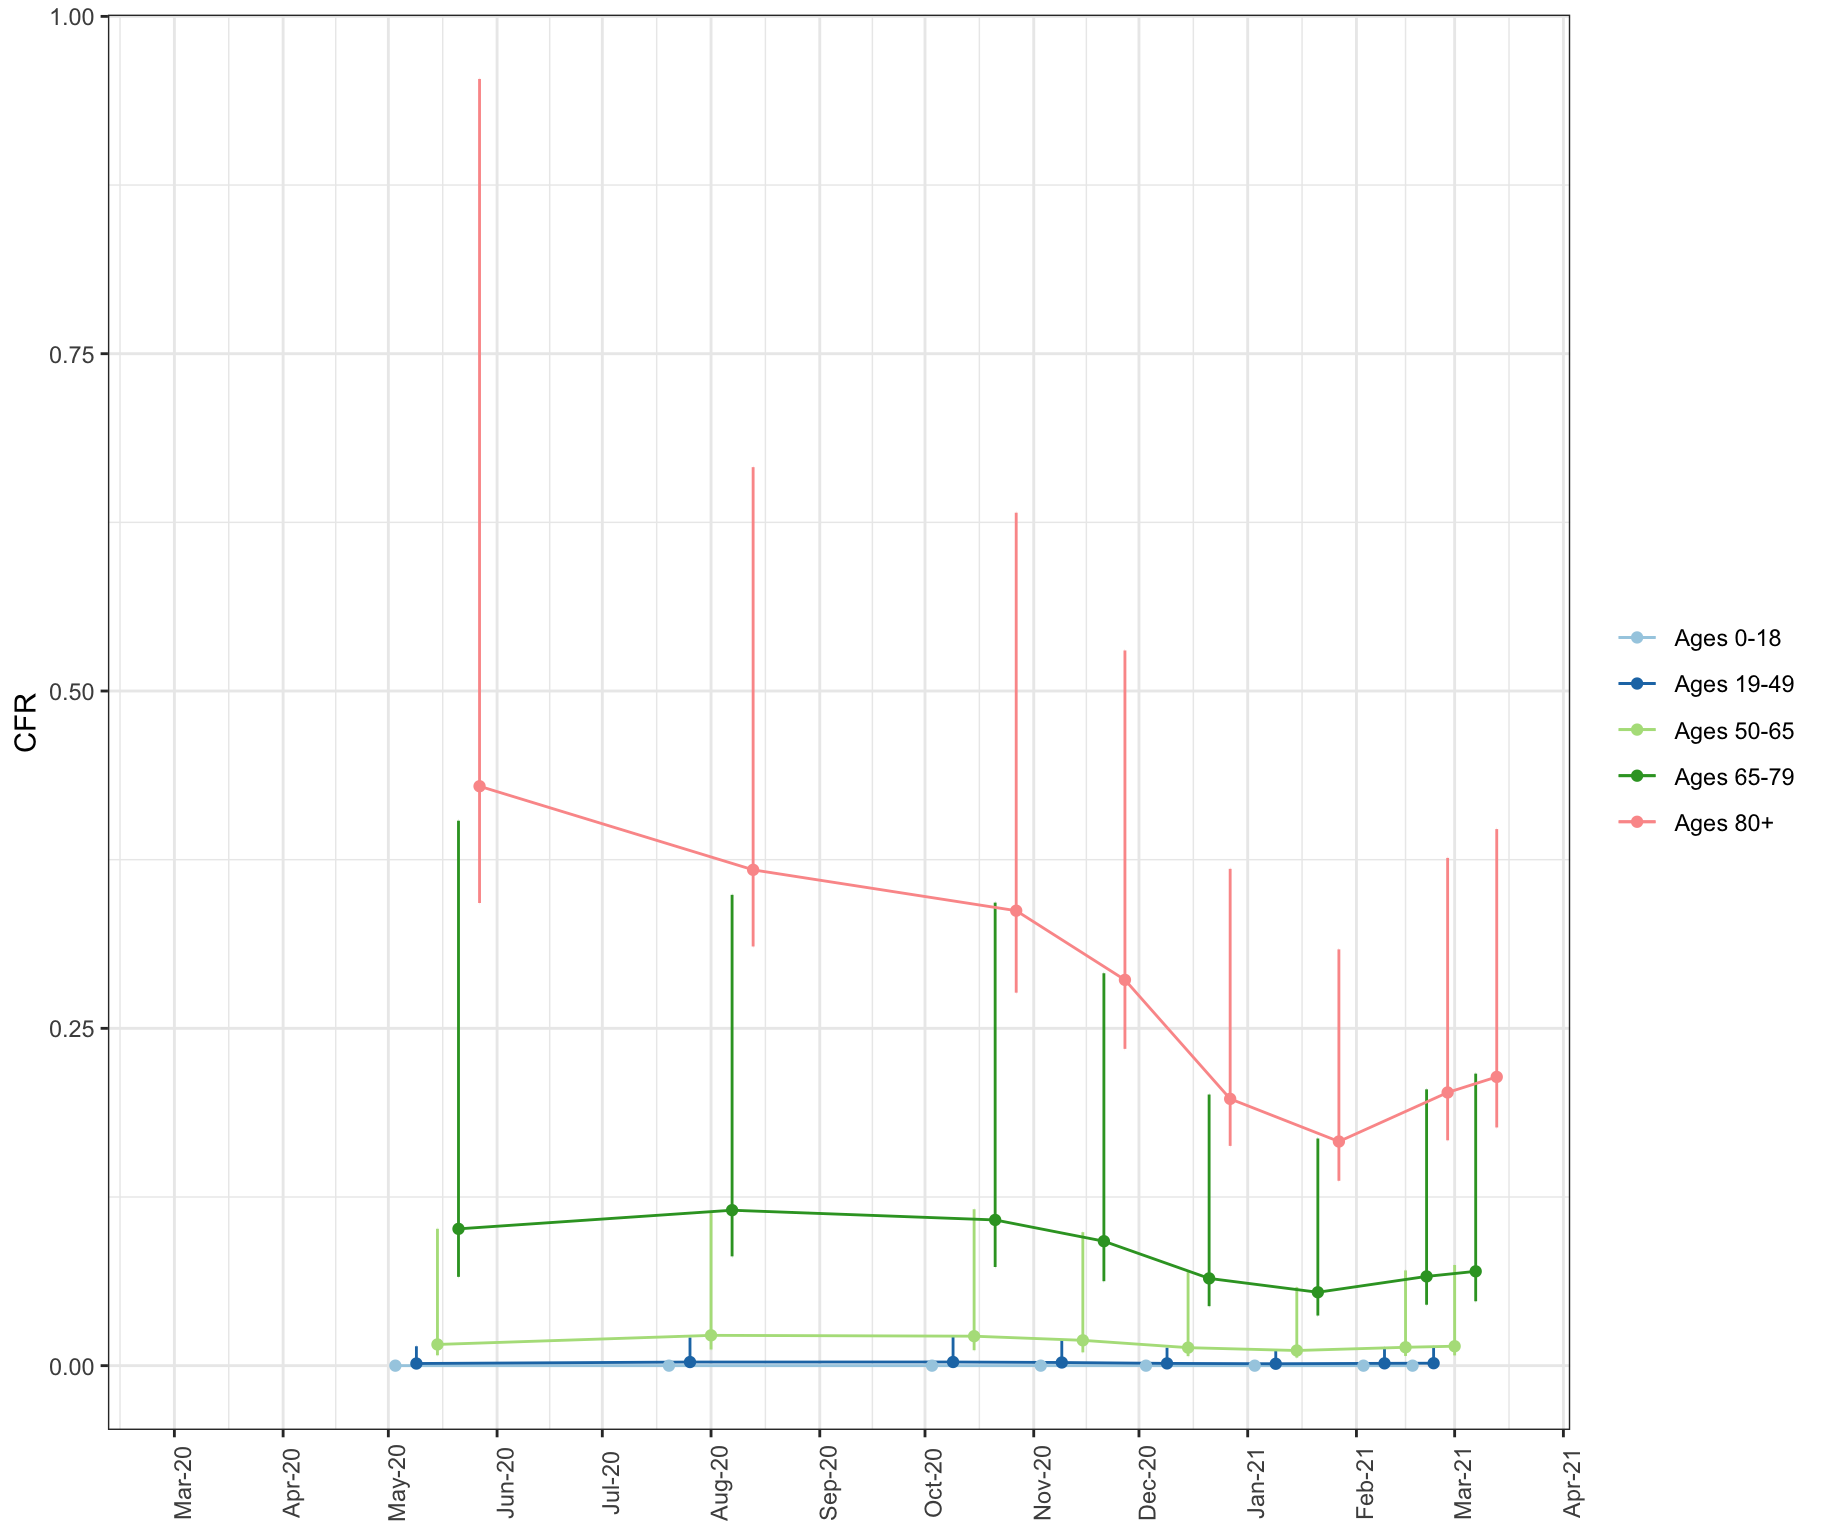 1.00
0.75
0.50
0.25
0.00
CFR
Mar-20
Apr-20
May-20
Jun-20
Jul-20
Aug-20
Sep-20
Oct-20
Nov-20
Dec-20
Jan-21
Feb-21
Mar-21
Apr-21
Ages 0-18
Ages 19-49
Ages 50-65
Ages 65-79
Ages 80+